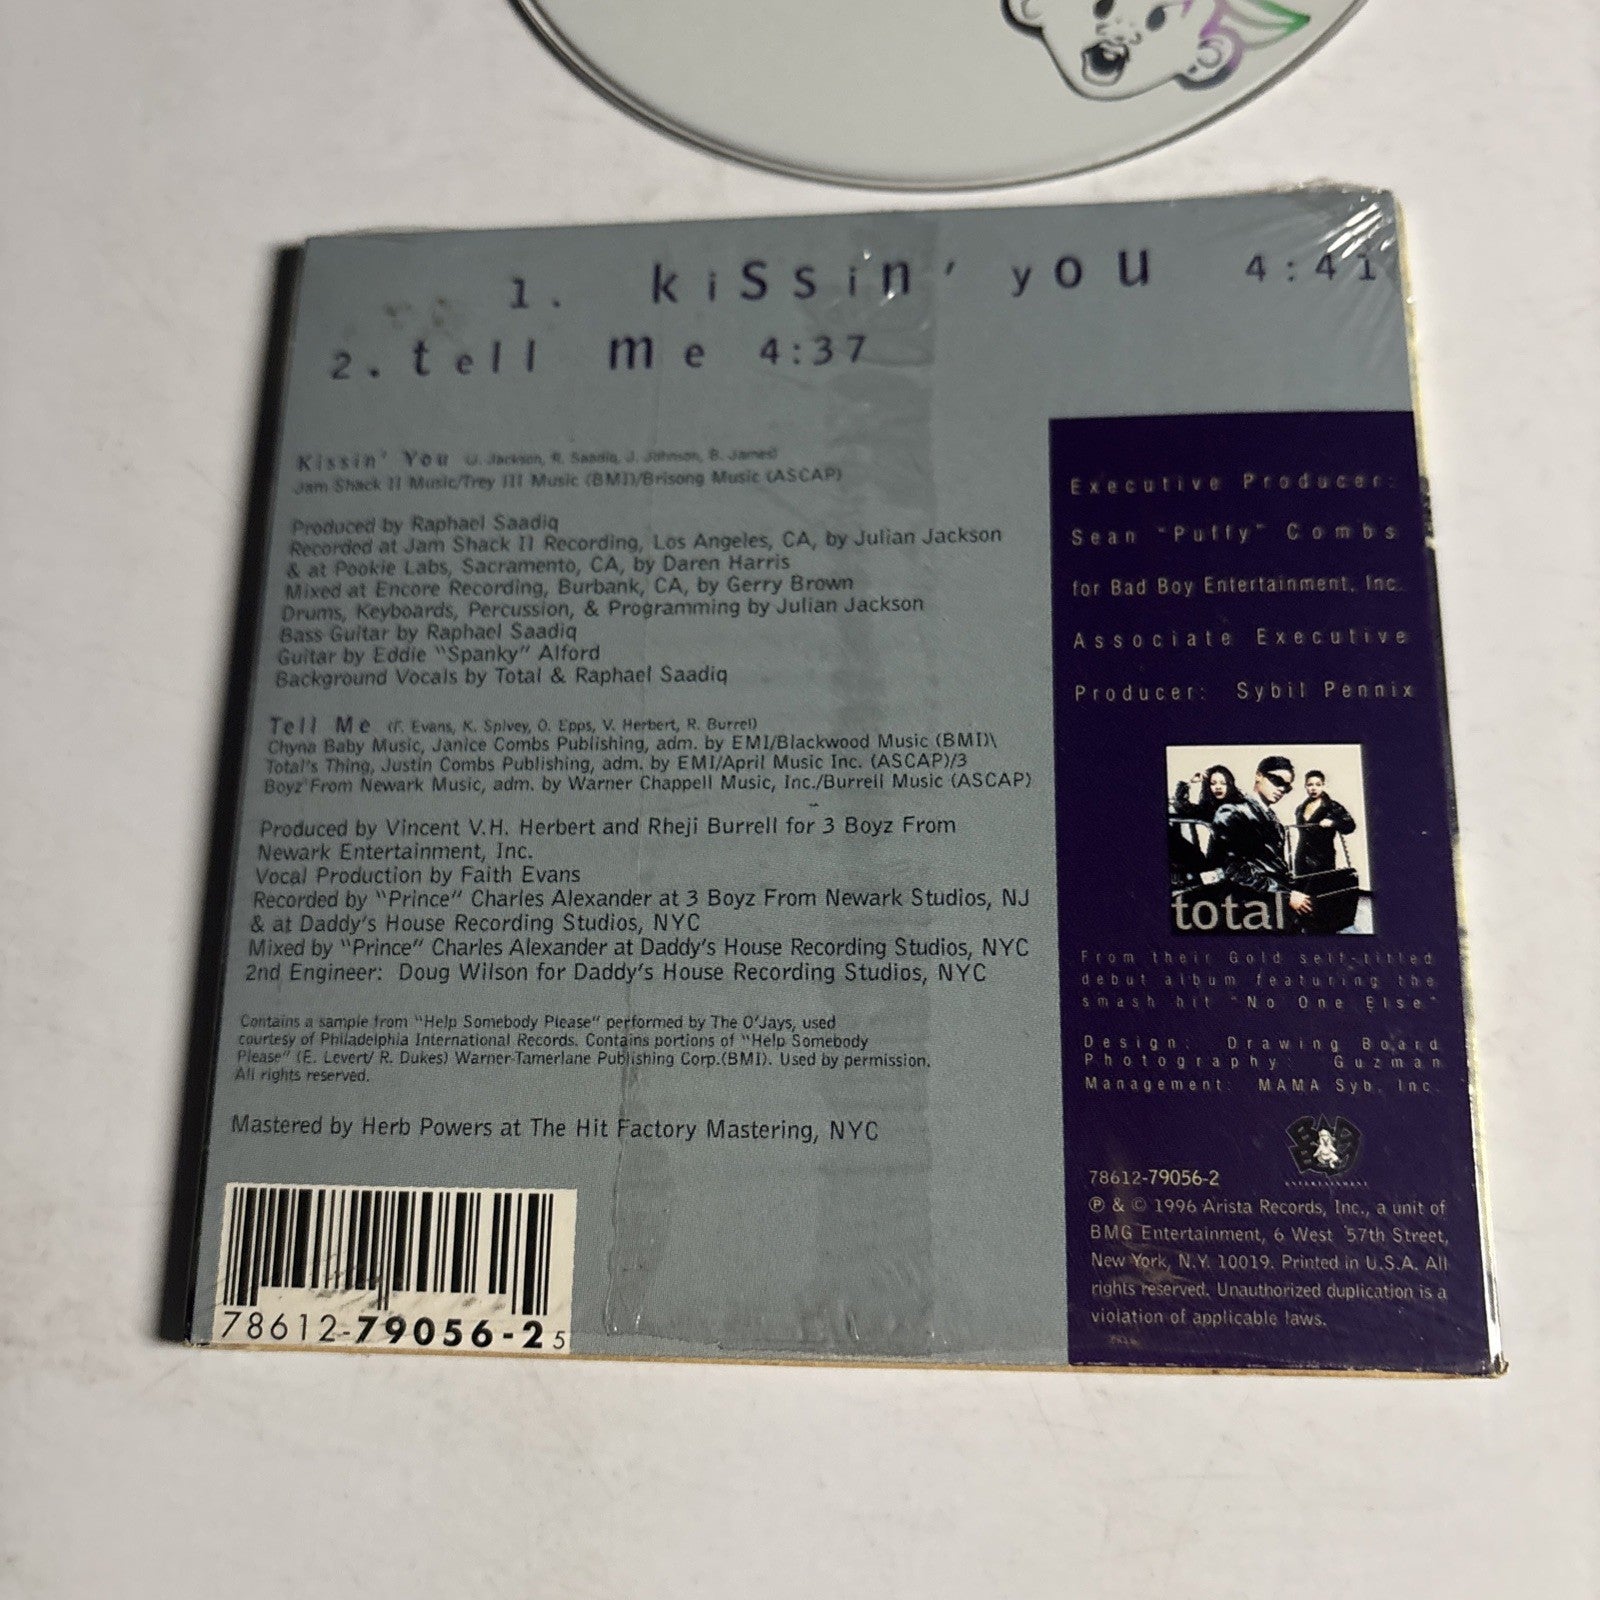 1. kiSsin' you 4:41
2. tell me 4:37
Kissin' You (J. Jackson, R. Saadiq, J. Johnson, B. James)
Jam Shack II Music/Trey III Music (BMI)/Brisong Music (ASCAP)
Produced by Raphael Saadiq
Recorded at Jam Shack II Recording, Los Angeles, CA, by Julian Jackson
& at Pookie Labs, Sacramento, CA, by Daren Harris
Mixed at Encore Recording, Burbank, CA, by Gerry Brown
Drums, Keyboards, Percussion, & Programming by Julian Jackson
Bass Guitar by Raphael Saadiq
Guitar by Eddie "Spanky" Alford
Background Vocals by Total & Raphael Saadiq
Tell Me (F. Evans, K. Spivey, O. Epps, V. Herbert, R. Burrel)
Chyna Baby Music, Janice Combs Publishing, adm. by EMI/Blackwood Music (BMI)\
Total's Thing, Justin Combs Publishing, adm. by EMI/April Music Inc. (ASCAP)/3
Boyz From Newark Music, adm. by Warner Chappell Music, Inc./Burrell Music (ASCAP)
Produced by Vincent V.H. Herbert and Rheji Burrell for 3 Boyz From
Newark Entertainment, Inc.
Vocal Production by Faith Evans
Recorded by "Prince" Charles Alexander at 3 Boyz From Newark Studios, NJ
& at Daddy's House Recording Studios, NYC
Mixed by "Prince" Charles Alexander at Daddy's House Recording Studios, NYC
2nd Engineer: Doug Wilson for Daddy's House Recording Studios, NYC
Contains a sample from "Help Somebody Please" performed by The O'Jays, used
courtesy of Philadelphia International Records. Contains portions of "Help Somebody
Please" (E. Levert/ R. Dukes) Warner-Tamerlane Publishing Corp.(BMI). Used by permission.
All rights reserved.
Mastered by Herb Powers at The Hit Factory Mastering, NYC
78612-79056-2 5
Executive Producer:
Sean "Puffy" Combs
for Bad Boy Entertainment, Inc.
Associate Executive
Producer: Sybil Pennix
total
From their Gold self-titled
debut album featuring the
smash hit "No One Else"
Design: Drawing Board
Photography: Guzman
Management: MAMA Syb, Inc.
BAD BOY
ENTERTAINMENT
78612-79056-2
℗ & © 1996 Arista Records, Inc., a unit of
BMG Entertainment, 6 West 57th Street,
New York, N.Y. 10019. Printed in U.S.A. All
rights reserved. Unauthorized duplication is a
violation of applicable laws.